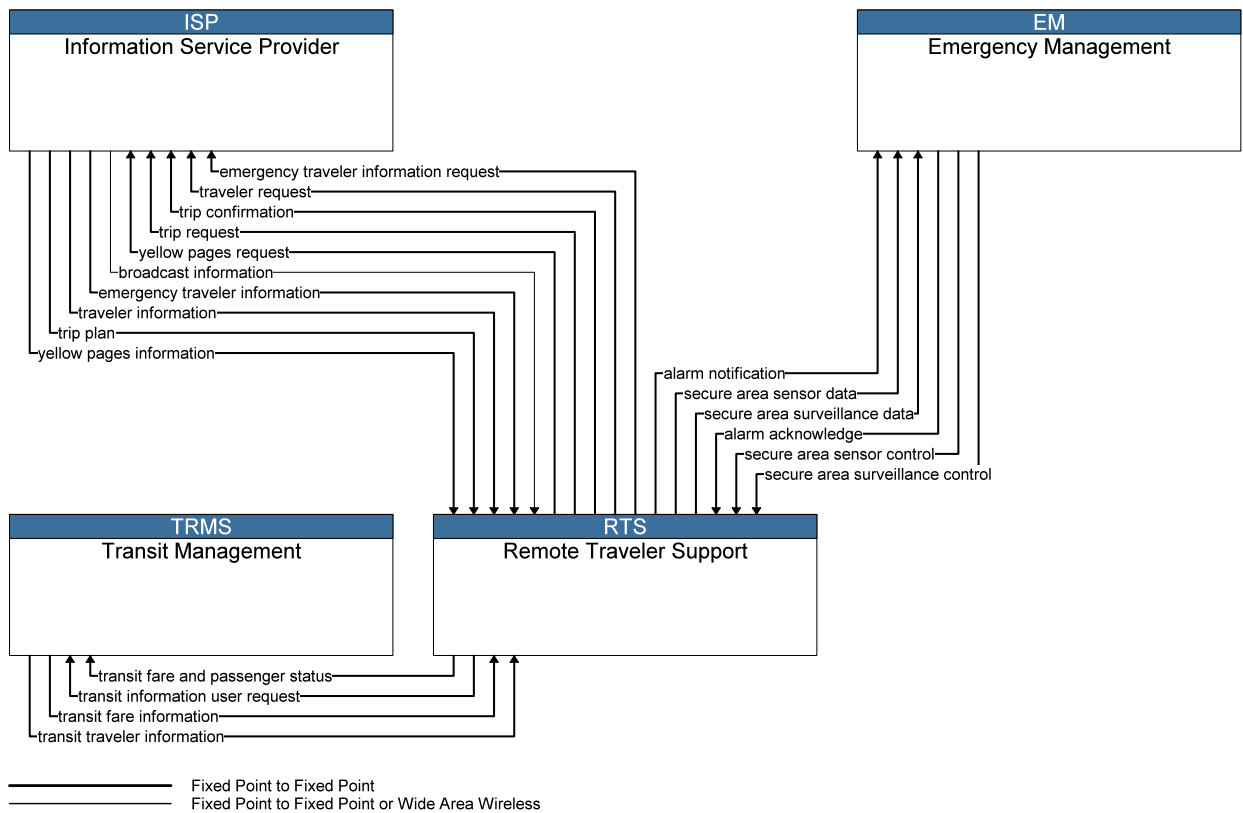 ISP
Information Service Provider
EM
Emergency Management
emergency traveler information request
traveler request
trip confirmation
trip request
yellow pages request
broadcast information
emergency traveler information
traveler information
trip plan
yellow pages information
alarm notification
secure area sensor data
secure area surveillance data
alarm acknowledge
secure area sensor control
secure area surveillance control
TRMS
Transit Management
RTS
Remote Traveler Support
transit fare and passenger status
transit information user request
transit fare information
transit traveler information
Fixed Point to Fixed Point
Fixed Point to Fixed Point or Wide Area Wireless